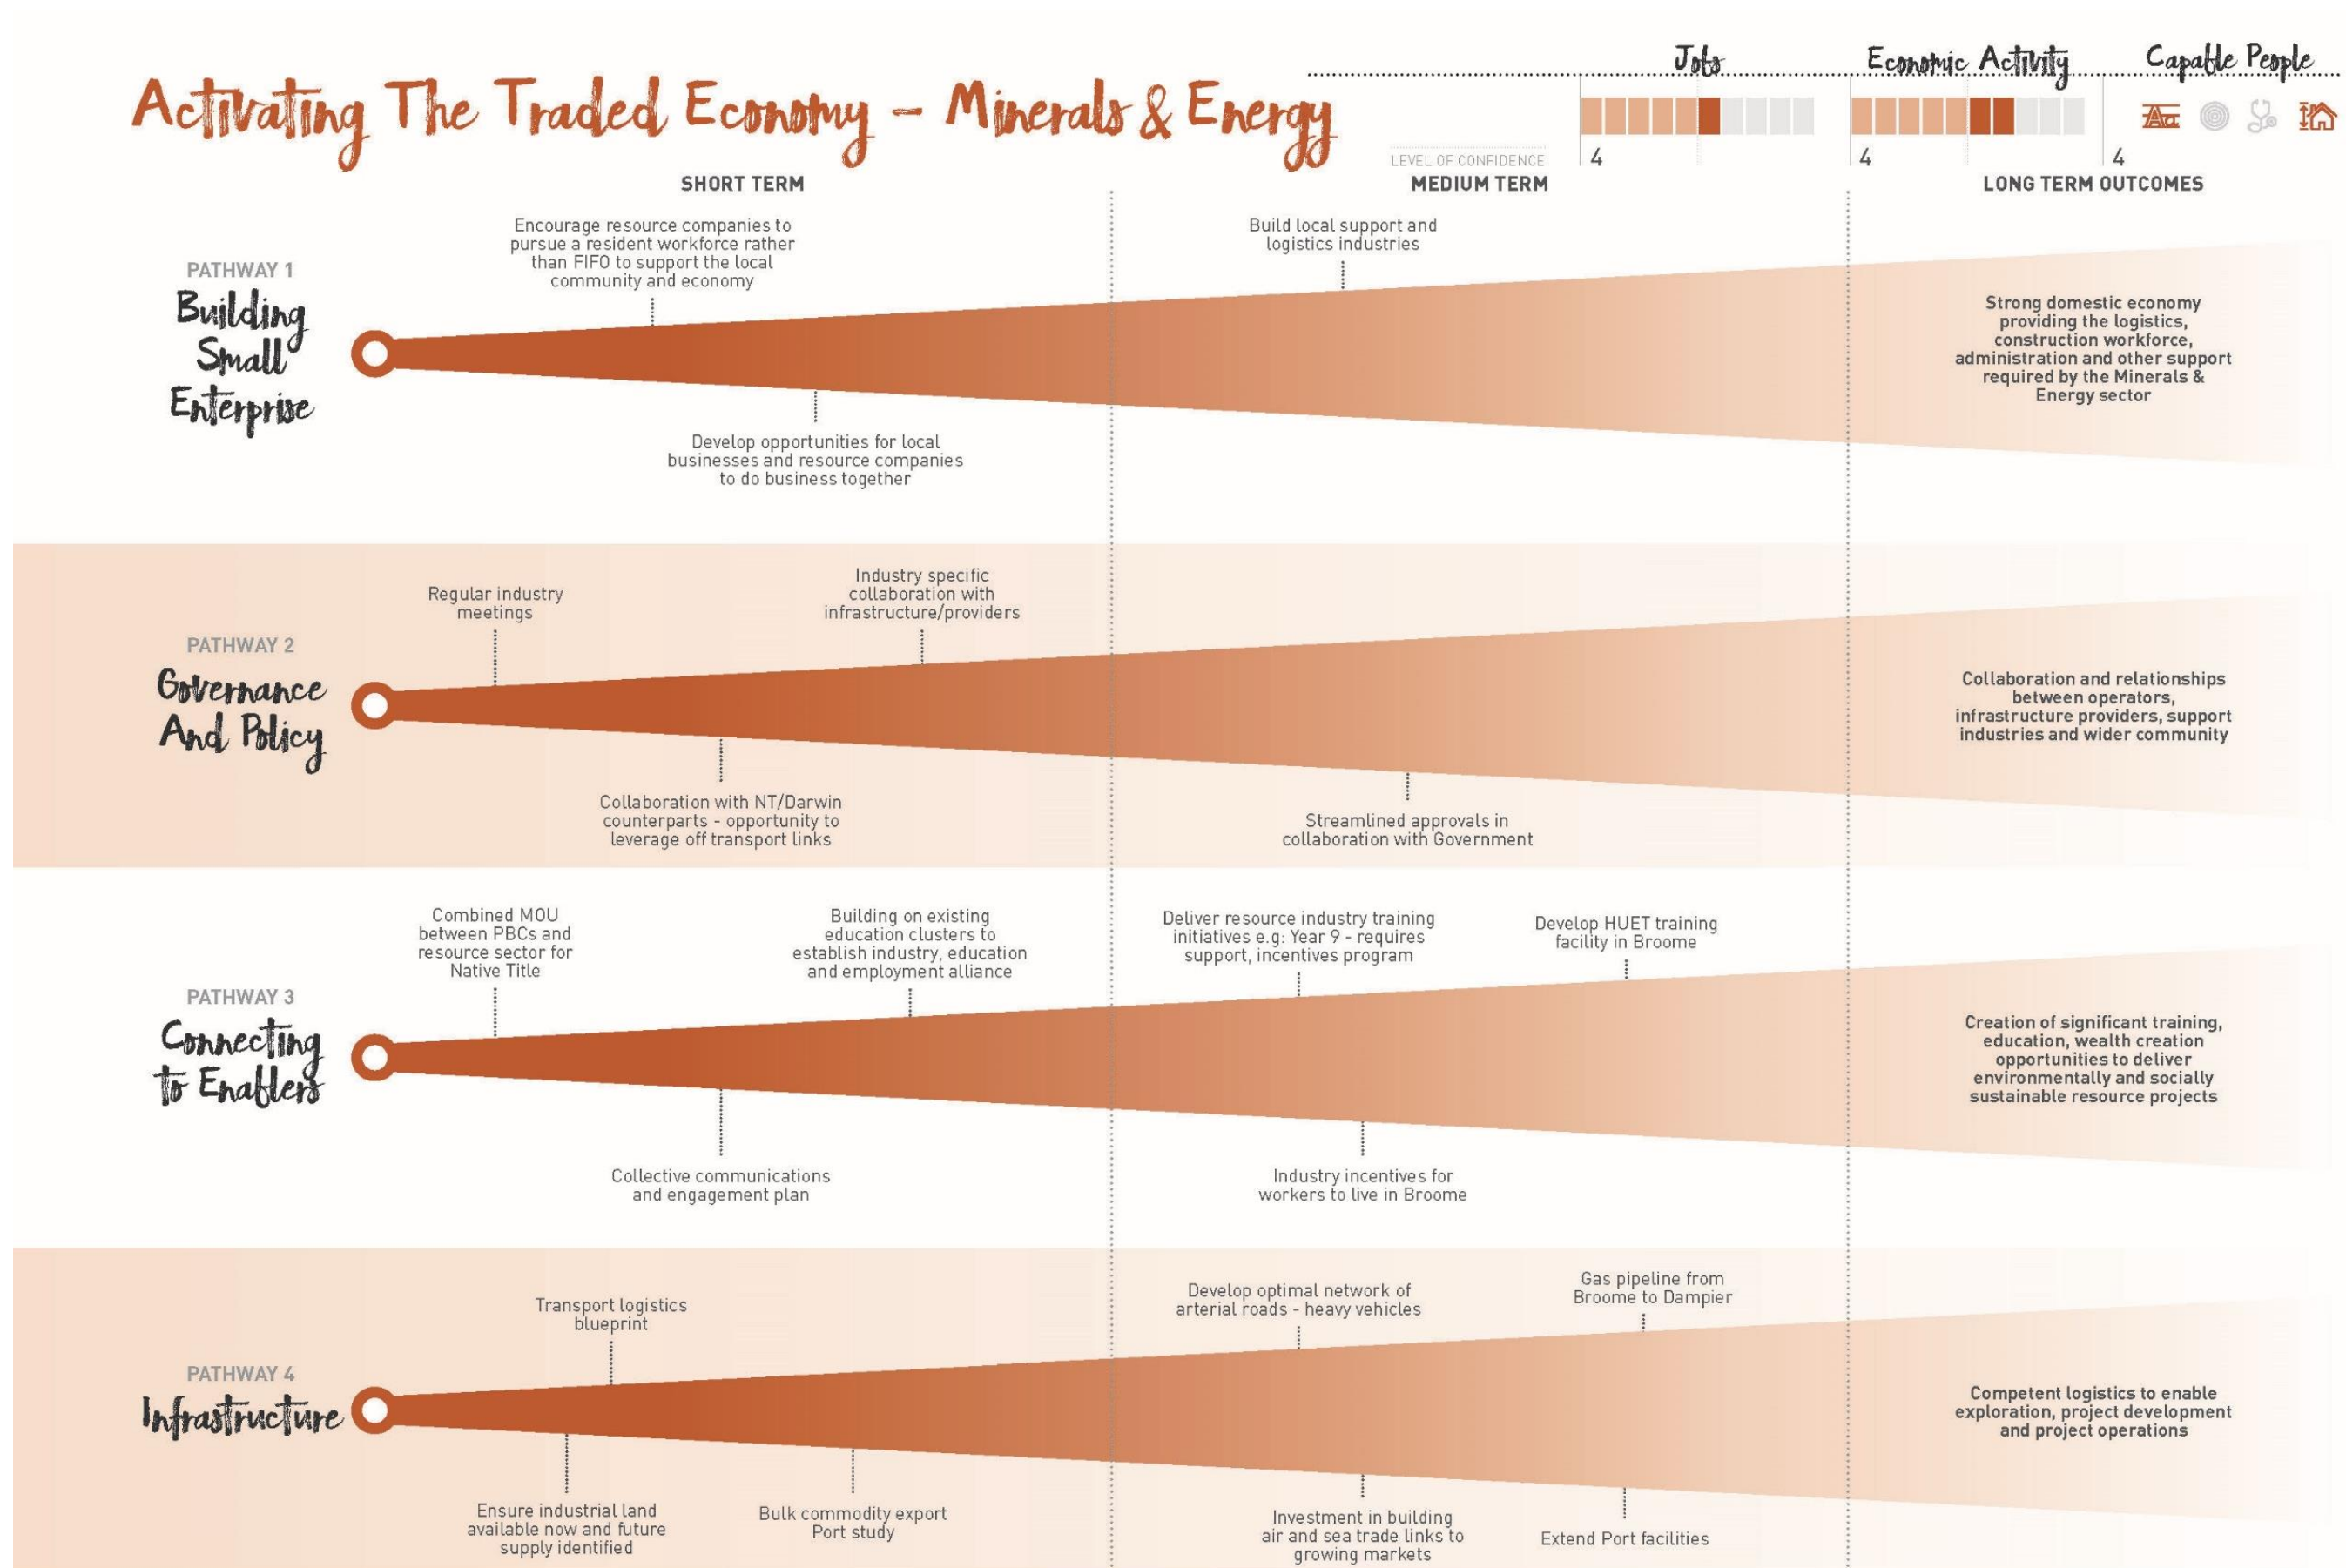 Activating The Traded Economy - Minerals & Energy
Jobs
Economic Activity
Capable People
LEVEL OF CONFIDENCE
4
4
4
SHORT TERM
MEDIUM TERM
LONG TERM OUTCOMES
PATHWAY 1
Building
Small
Enterprise
Encourage resource companies to
pursue a resident workforce rather
than FIFO to support the local
community and economy
Develop opportunities for local
businesses and resource companies
to do business together
Build local support and
logistics industries
Strong domestic economy
providing the logistics,
construction workforce,
administration and other support
required by the Minerals &
Energy sector
PATHWAY 2
Governance
And Policy
Regular industry
meetings
Industry specific
collaboration with
infrastructure/providers
Collaboration with NT/Darwin
counterparts - opportunity to
leverage off transport links
Streamlined approvals in
collaboration with Government
Collaboration and relationships
between operators,
infrastructure providers, support
industries and wider community
PATHWAY 3
Connecting
to Enablers
Combined MOU
between PBCs and
resource sector for
Native Title
Building on existing
education clusters to
establish industry, education
and employment alliance
Collective communications
and engagement plan
Deliver resource industry training
initiatives e.g: Year 9 - requires
support, incentives program
Develop HUET training
facility in Broome
Industry incentives for
workers to live in Broome
Creation of significant training,
education, wealth creation
opportunities to deliver
environmentally and socially
sustainable resource projects
PATHWAY 4
Infrastructure
Transport logistics
blueprint
Ensure industrial land
available now and future
supply identified
Bulk commodity export
Port study
Develop optimal network of
arterial roads - heavy vehicles
Gas pipeline from
Broome to Dampier
Investment in building
air and sea trade links to
growing markets
Extend Port facilities
Competent logistics to enable
exploration, project development
and project operations